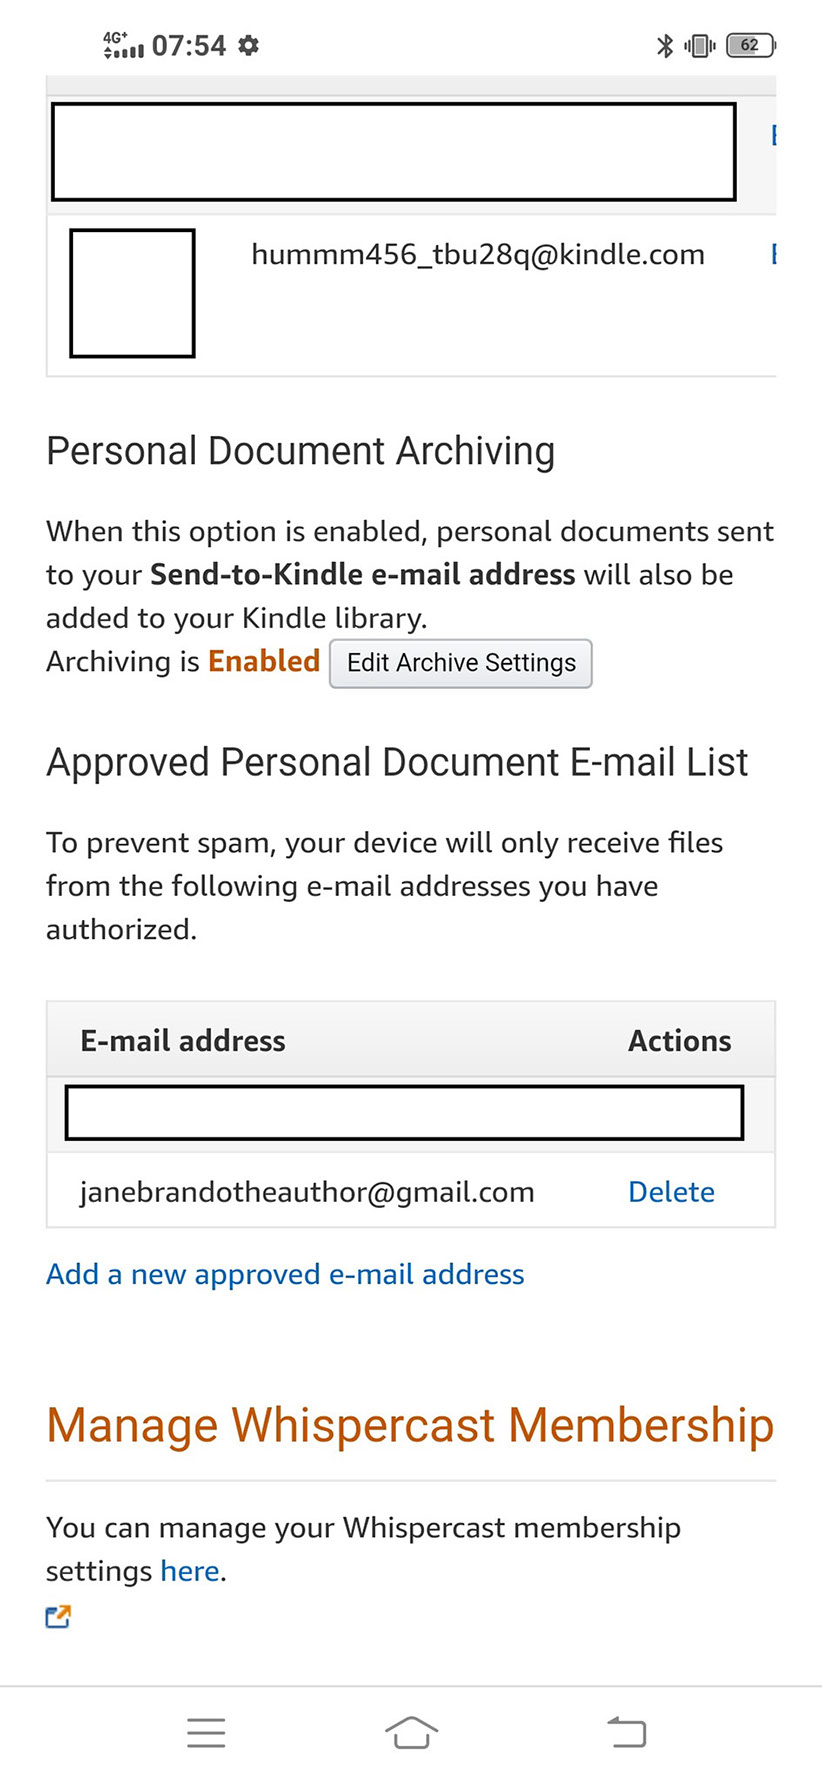 4G+ 07:54 62
hummm456_tbu28q@kindle.com
Personal Document Archiving
When this option is enabled, personal documents sent
to your Send-to-Kindle e-mail address will also be
added to your Kindle library.
Archiving is Enabled Edit Archive Settings
Approved Personal Document E-mail List
To prevent spam, your device will only receive files
from the following e-mail addresses you have
authorized.
E-mail address Actions
janebrandotheauthor@gmail.com Delete
Add a new approved e-mail address
Manage Whispercast Membership
You can manage your Whispercast membership
settings here.